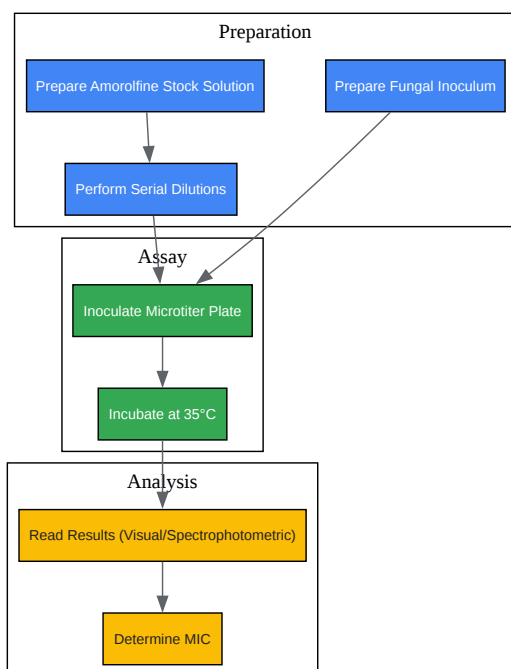 Preparation
Prepare Amorolfine Stock Solution
Prepare Fungal Inoculum
Perform Serial Dilutions
Assay
Inoculate Microtiter Plate
Incubate at 35°C
Analysis
Read Results (Visual/Spectrophotometric)
Determine MIC